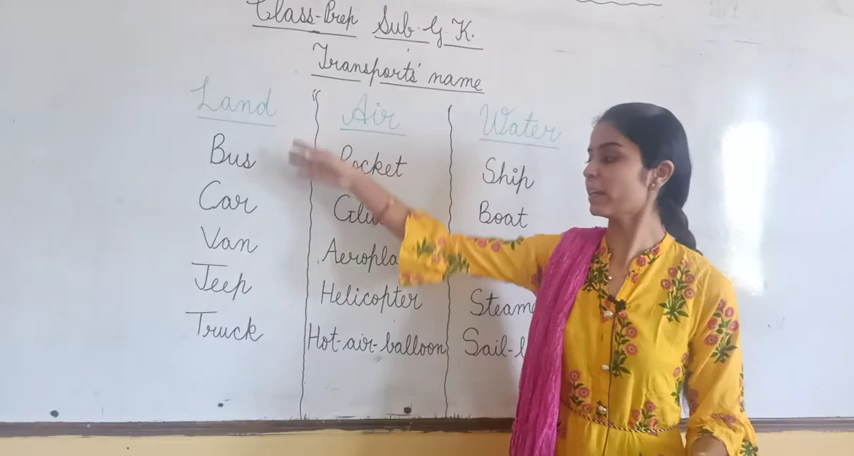 Class-Prep Sub-G.K.
Transports' name
Land Air Water
Bus Rocket Ship
Car Boat
Van
Jeep Helicopter
Truck Hot-air-balloon